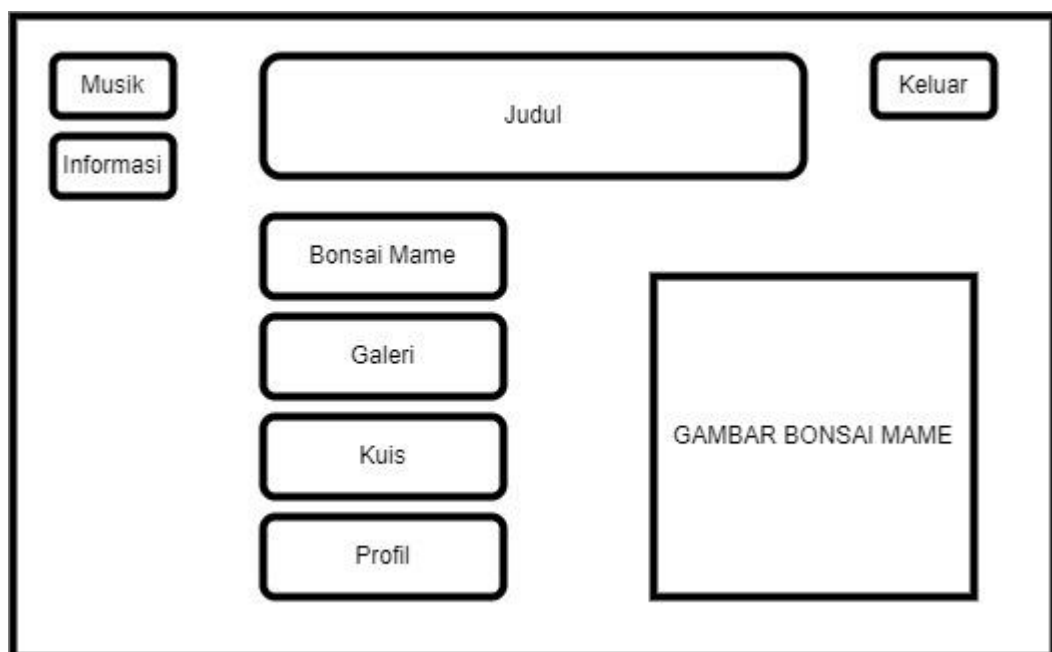 Musik
Judul
Keluar
Informasi
Bonsai Mame
Galeri
Kuis
Profil
GAMBAR BONSAI MAME